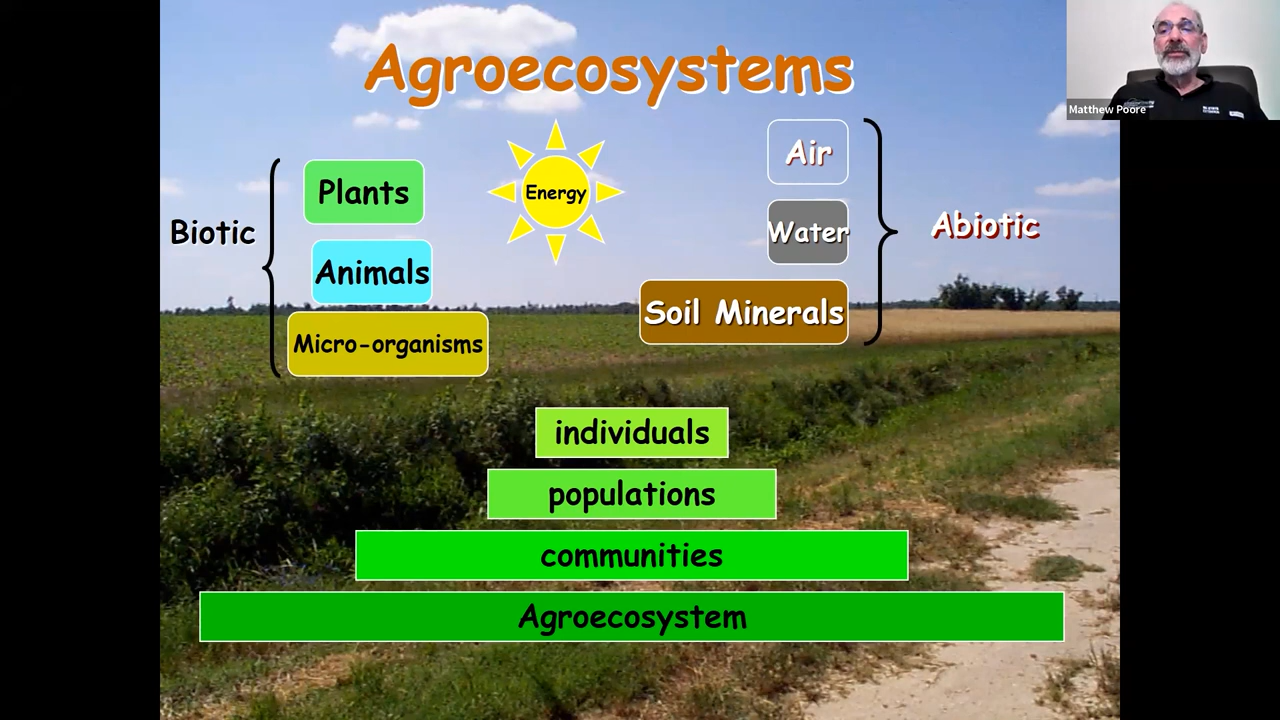 Agroecosystems
Matthew Poore
Biotic
Plants
Animals
Micro-organisms
Energy
Air
Water
Soil Minerals
Abiotic
individuals
populations
communities
Agroecosystem